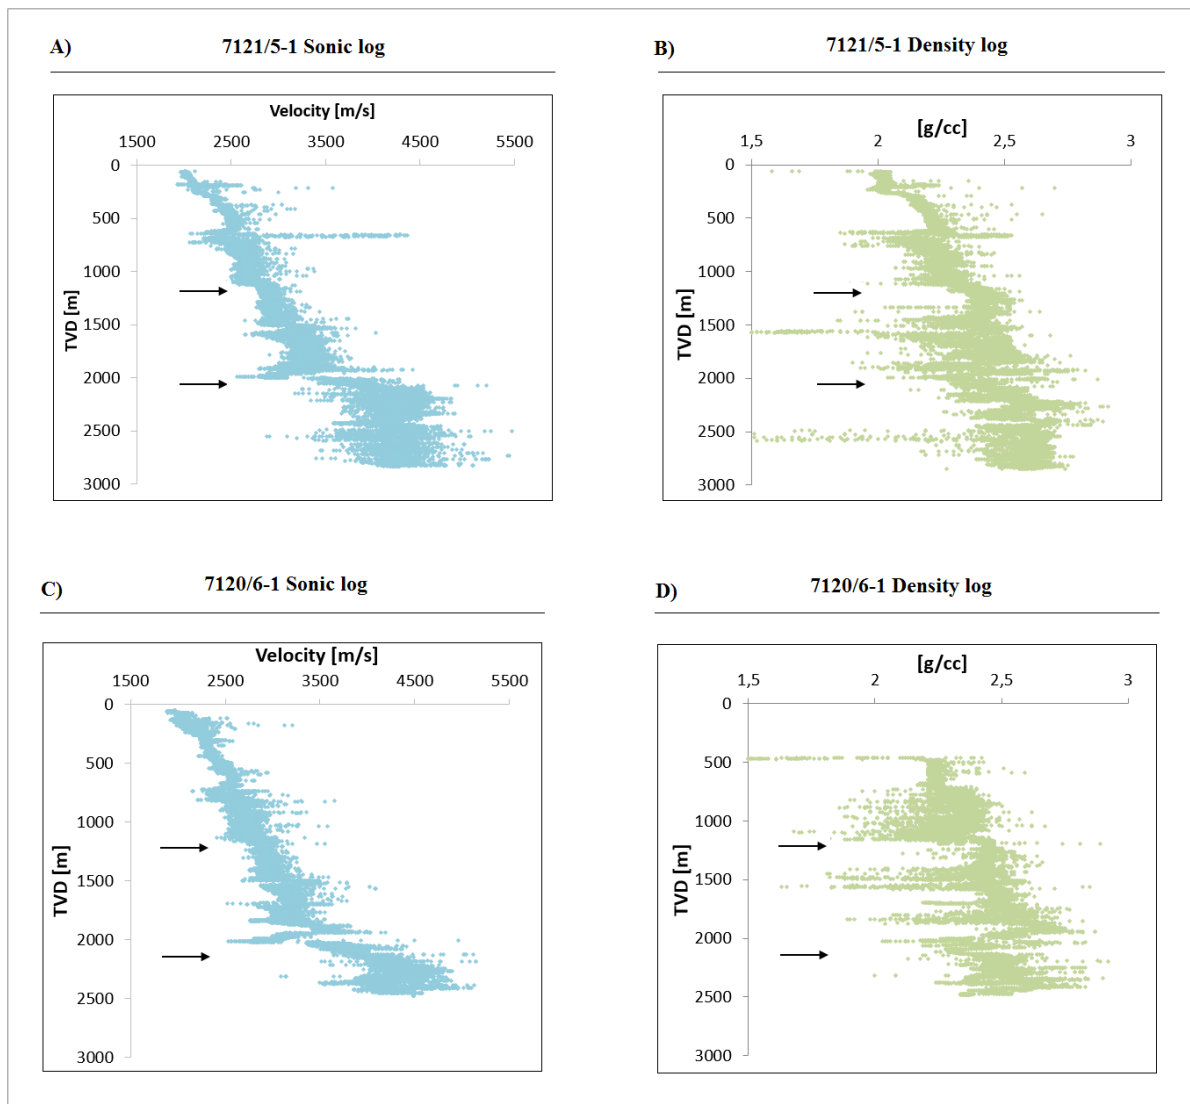 A) 7121/5-1 Sonic log
Velocity [m/s]
1500 2500 3500 4500 5500
0
500
1000
1500
2000
2500
3000
TVD [m]
B) 7121/5-1 Density log
[g/cc]
1,5 2 2,5 3
0
500
1000
1500
2000
2500
3000
TVD [m]
C) 7120/6-1 Sonic log
Velocity [m/s]
1500 2500 3500 4500 5500
0
500
1000
1500
2000
2500
3000
TVD [m]
D) 7120/6-1 Density log
[g/cc]
1,5 2 2,5 3
0
500
1000
1500
2000
2500
3000
TVD [m]